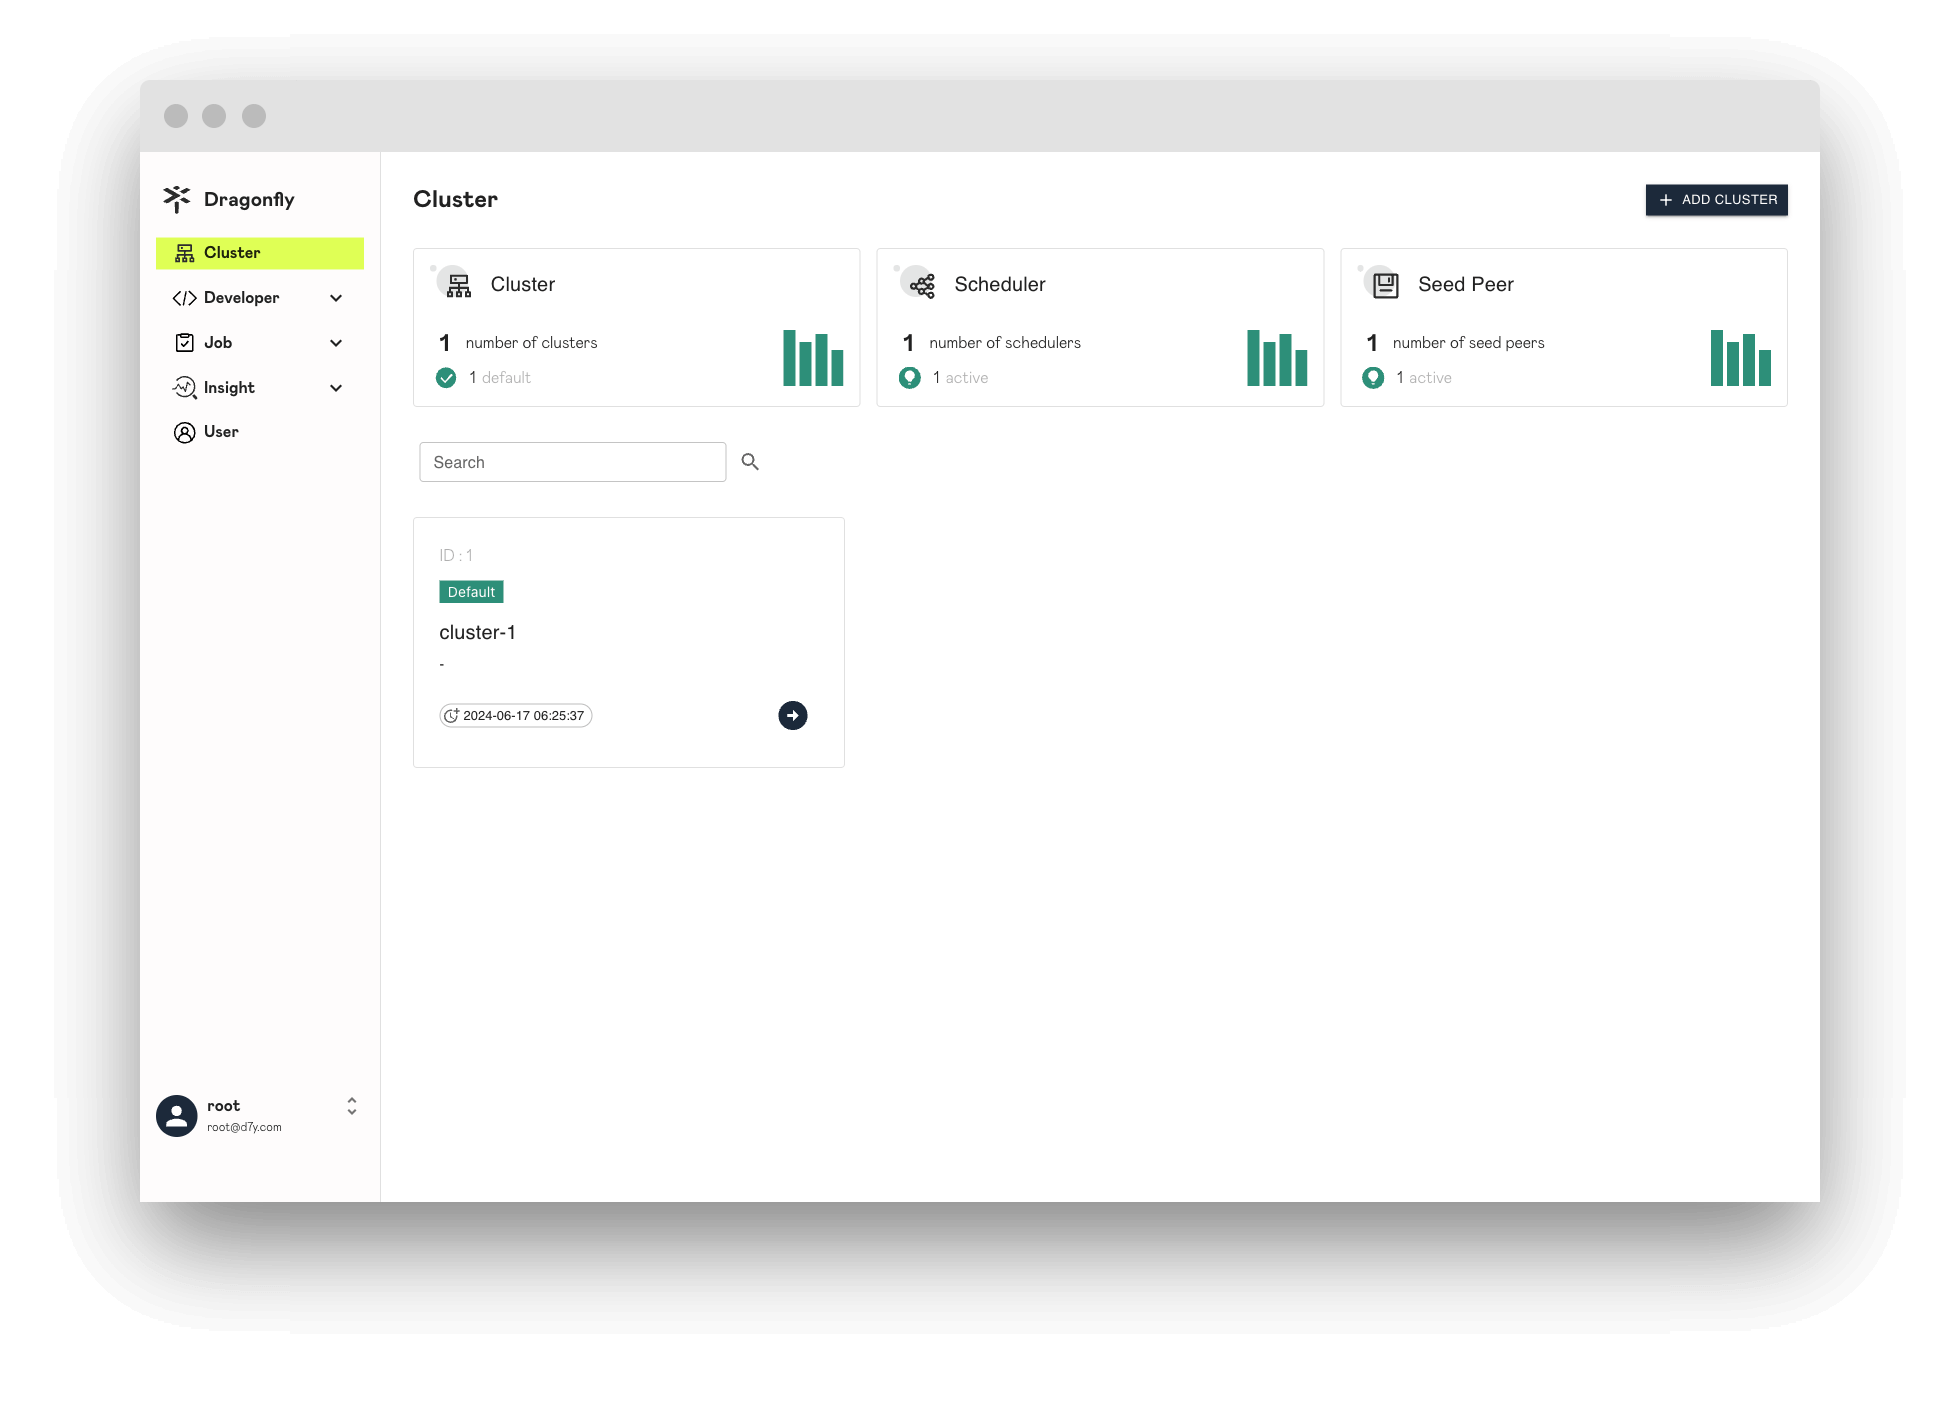 Dragonfly
Cluster
Developer
Job
Insight
User
root
root@d7y.com
Cluster
ADD CLUSTER
Cluster
1 number of clusters
1 default
Scheduler
1 number of schedulers
1 active
Seed Peer
1 number of seed peers
1 active
Search
ID : 1
Default
cluster-1
-
2024-06-17 06:25:37